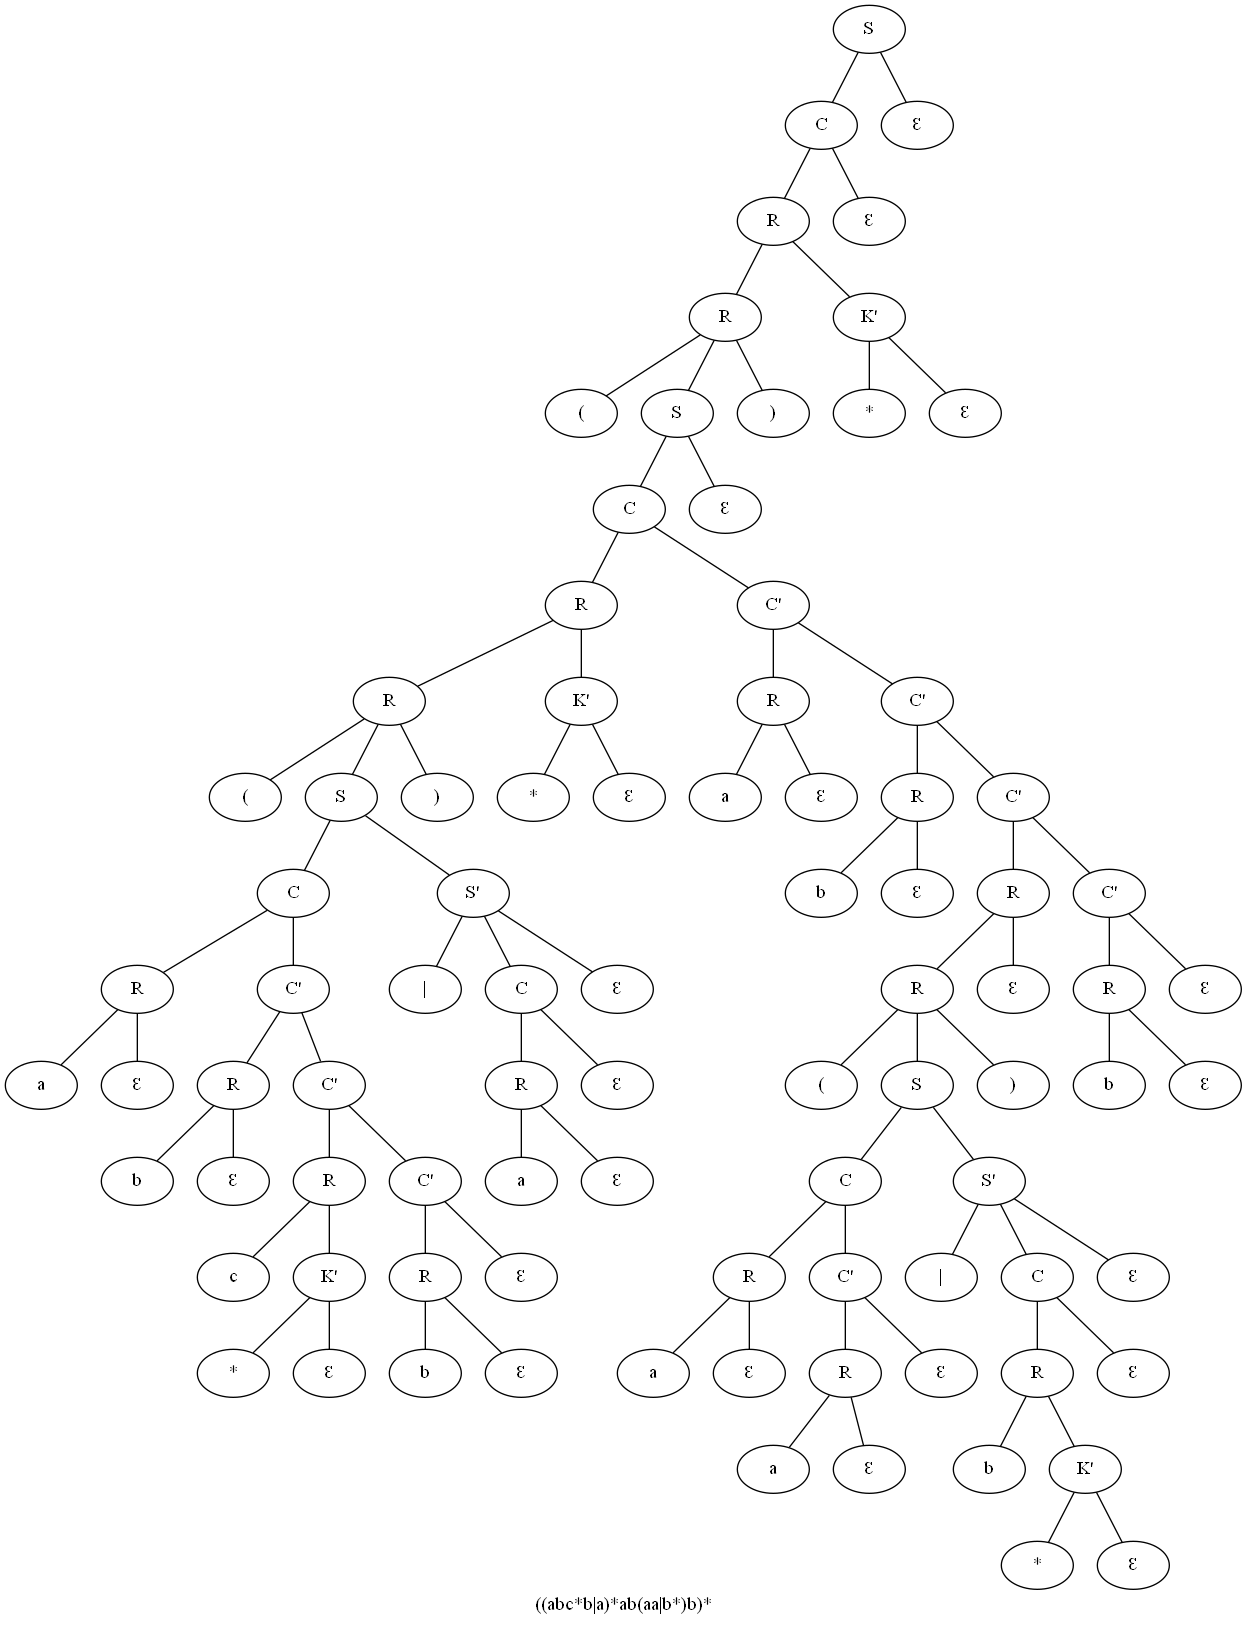 S
C Ɛ
R Ɛ
R K'
( S ) * Ɛ
C Ɛ
R C'
R K' R C'
( S ) * Ɛ a Ɛ R C'
C S' b Ɛ R C'
R C' | C Ɛ R Ɛ R Ɛ
a Ɛ R C' R Ɛ ( S ) b Ɛ
b Ɛ R C' a Ɛ C S'
c K' R Ɛ R C' | C Ɛ
* Ɛ b Ɛ a Ɛ R Ɛ R Ɛ
a Ɛ b K'
* Ɛ
((abc*b|a)*ab(aa|b*)b)*